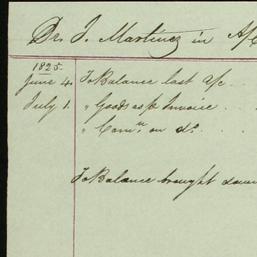 Dr. J. Martinez in A/c
1825.
June 4. To Balance last a/c . .
July 1. " Goods as p Invoice . .
" Comn. on do. . .
To Balance brought down